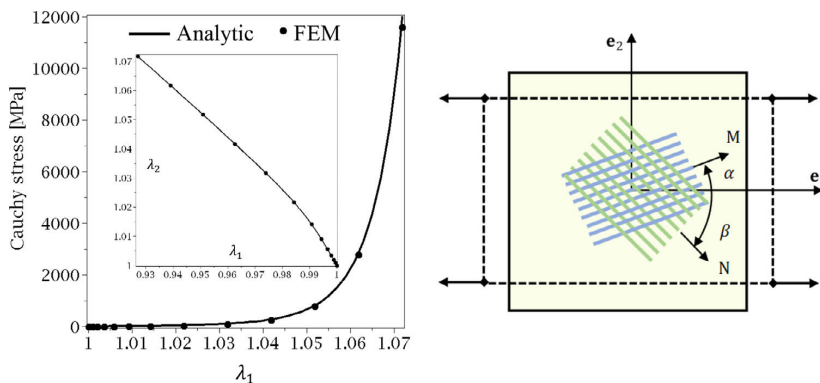 Analytic FEM
Cauchy stress [MPa]
12000
10000
8000
6000
4000
2000
0
1 1.01 1.02 1.03 1.04 1.05 1.06 1.07
λ₁
1.07
1.06
1.05
1.04
1.03
1.02
1.01
1
λ₂
λ₁
0.93 0.94 0.95 0.96 0.97 0.98 0.99 1
e₂
M
α
e
β
N